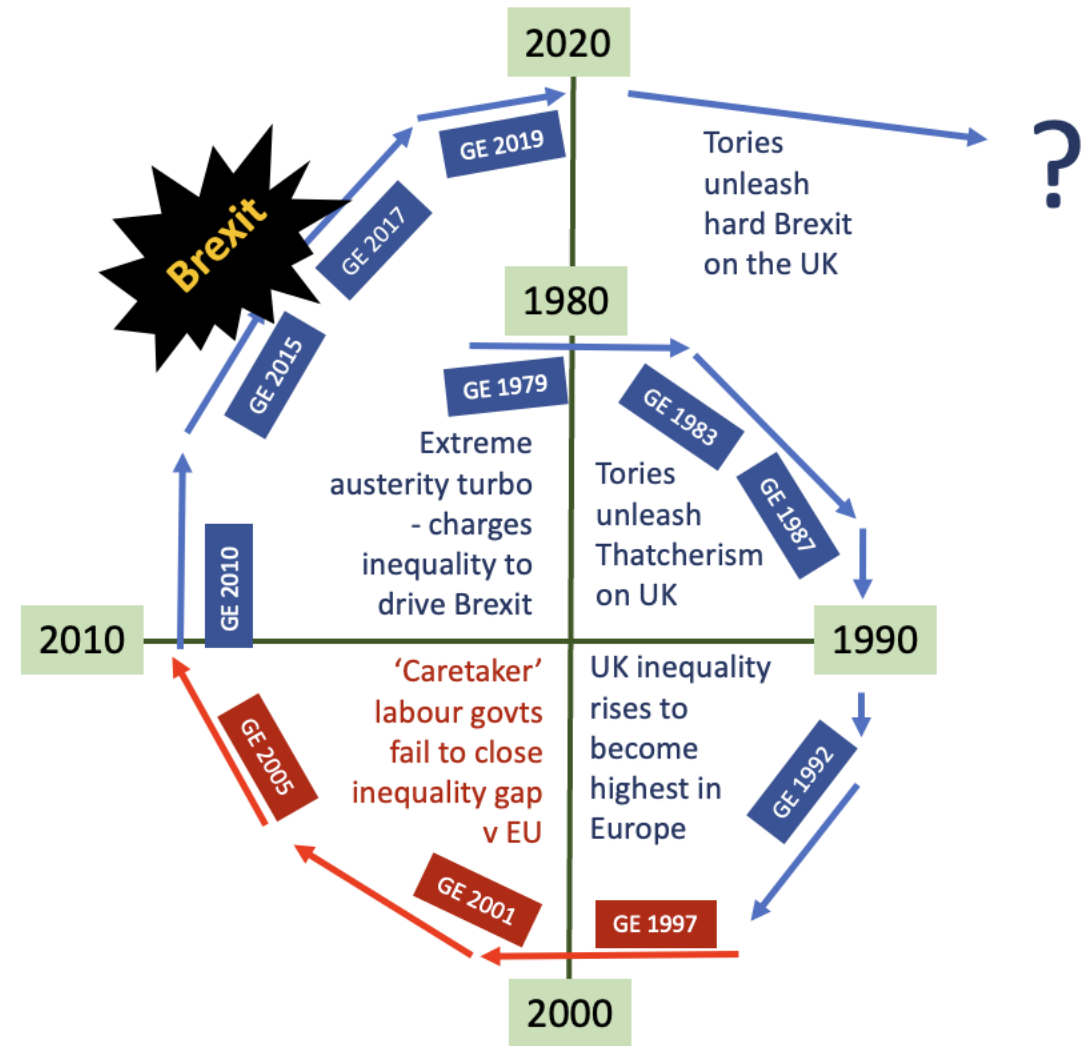 2020
GE 2019
Tories
unleash
hard Brexit
on the UK
?
Brexit
GE 2017
1980
GE 2015
GE 1979
GE 1983
Extreme
austerity turbo
- charges
inequality to
drive Brexit
Tories
unleash
Thatcherism
on UK
GE 1987
GE 2010
2010
1990
‘Caretaker’
labour govts
fail to close
inequality gap
v EU
UK inequality
rises to
become
highest in
Europe
GE 2005
GE 1992
GE 2001
GE 1997
2000